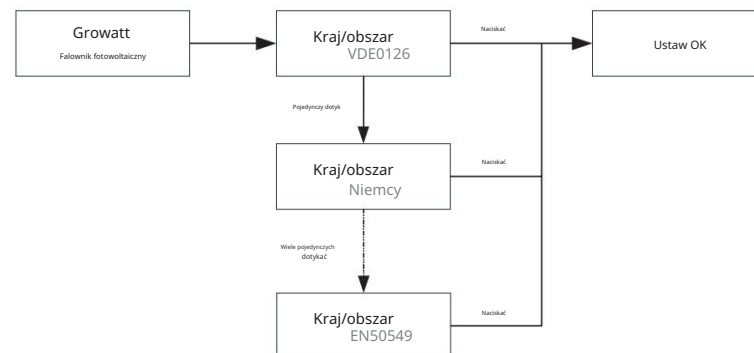 Growatt
Falownik fotowoltaiczny
Kraj/obszar
VDE0126
Naciskać
Ustaw OK
Pojedynczy dotyk
Kraj/obszar
Niemcy
Naciskać
Wiele pojedynczych
dotykać
Kraj/obszar
EN50549
Naciskać